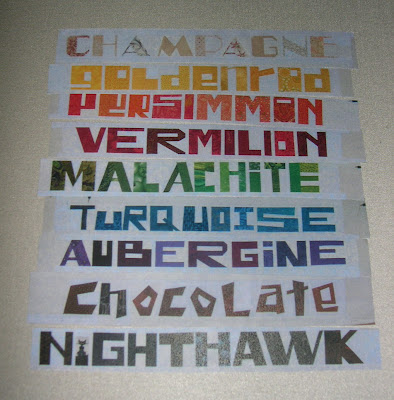 CHAMPAGNE
goldenrod
PERSIMMON
VERMILION
MALACHiTE
TuRQUOISE
AUBERGiNE
Chocolate
NiGHTHAWK